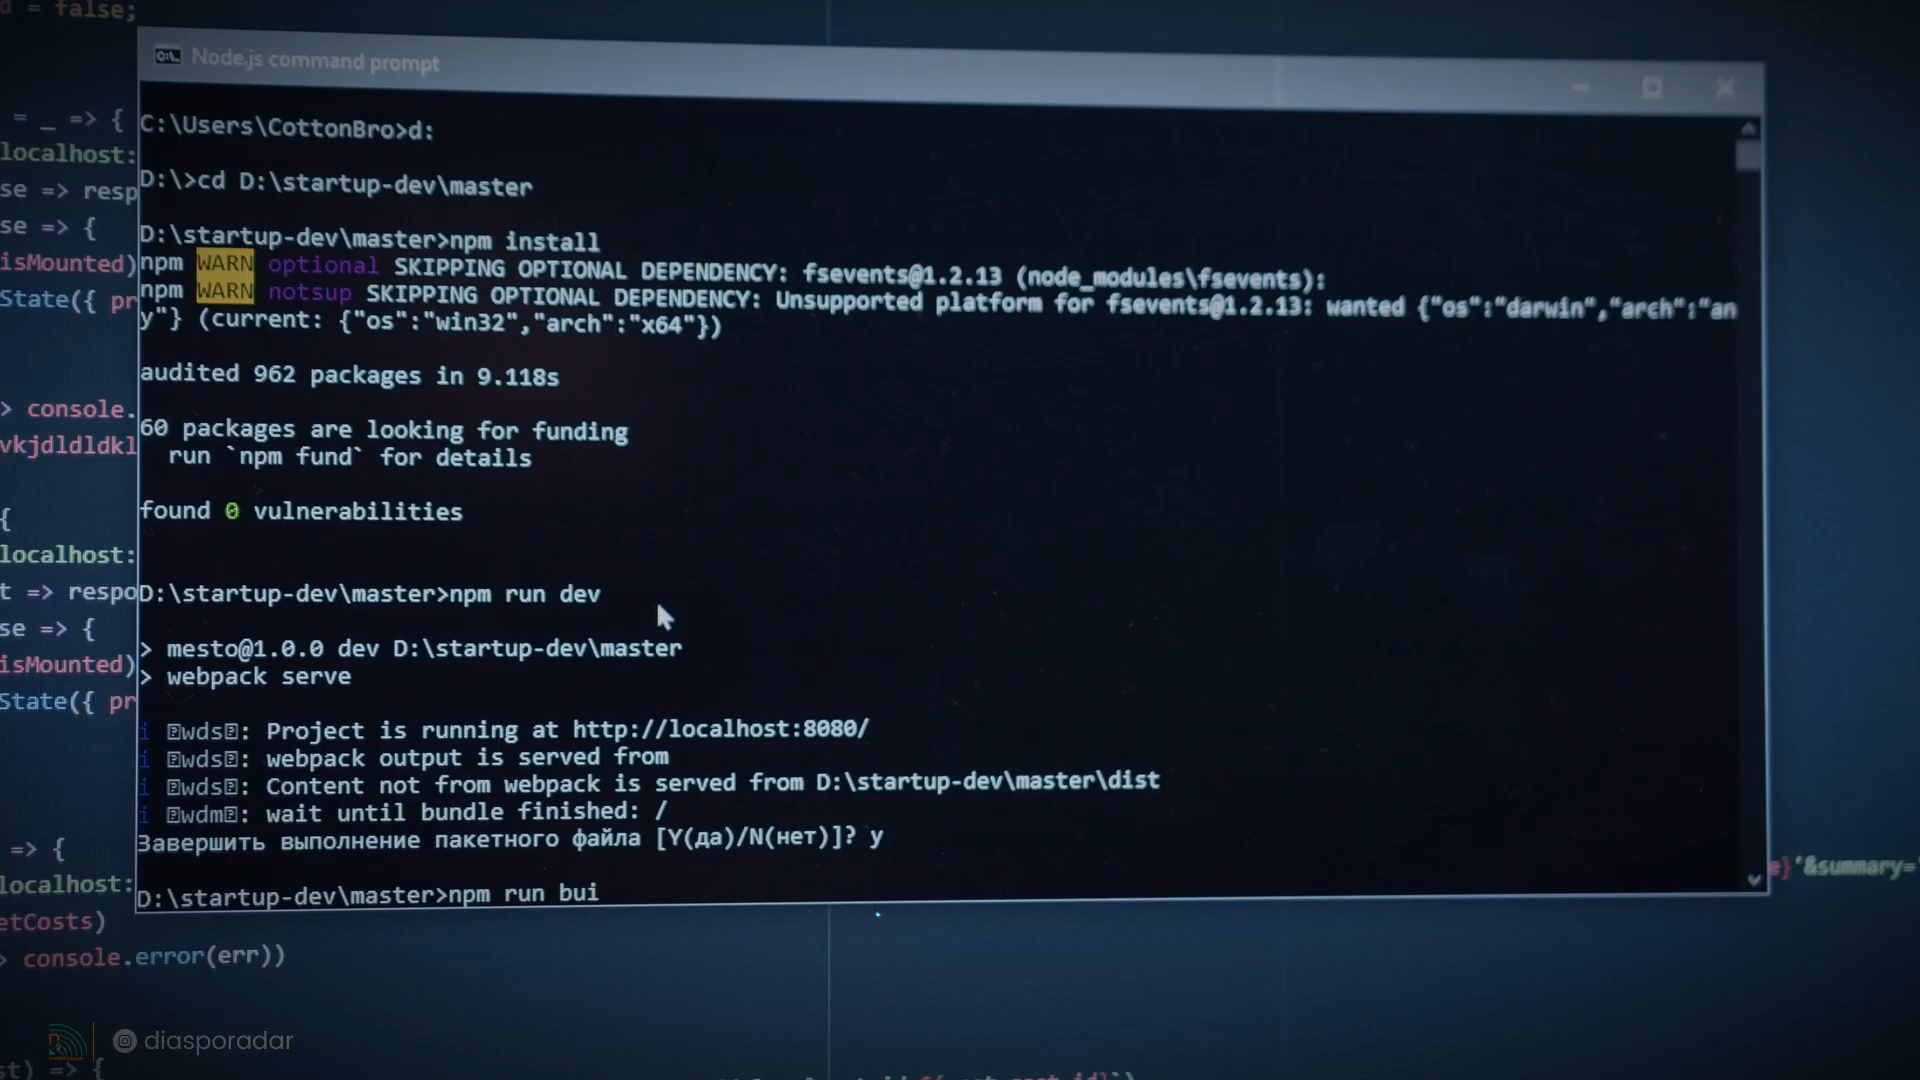 = false;
Node.js command prompt
= _ => {
localhost:
se => resp
se => {
isMounted)
State({ pr
> console.
vkjdldldkl
{
localhost:
t => respo
se => {
isMounted)
State({ pr
=> {
localhost:
etCosts)
> console.error(err))
st) => {
C:\Users\CottonBro>d:
D:\>cd D:\startup-dev\master
D:\startup-dev\master>npm install
npm WARN optional SKIPPING OPTIONAL DEPENDENCY: fsevents@1.2.13 (node_modules\fsevents):
npm WARN notsup SKIPPING OPTIONAL DEPENDENCY: Unsupported platform for fsevents@1.2.13: wanted {"os":"darwin","arch":"an
y"} (current: {"os":"win32","arch":"x64"})
audited 962 packages in 9.118s
60 packages are looking for funding
run `npm fund` for details
found 0 vulnerabilities
D:\startup-dev\master>npm run dev
> mesto@1.0.0 dev D:\startup-dev\master
> webpack serve
i ｢wds｣: Project is running at http://localhost:8080/
i ｢wds｣: webpack output is served from
i ｢wds｣: Content not from webpack is served from D:\startup-dev\master\dist
i ｢wdm｣: wait until bundle finished: /
Завершить выполнение пакетного файла [Y(да)/N(нет)]? y
D:\startup-dev\master>npm run bui
}'&summary='
diasporadar